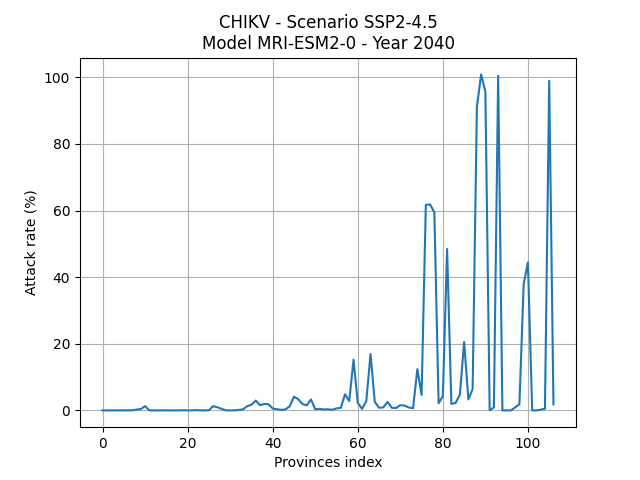 CHIKV - Scenario SSP2-4.5
Model MRI-ESM2-0 - Year 2040
100
80
60
40
20
0
Attack rate (%)
0 20 40 60 80 100
Provinces index